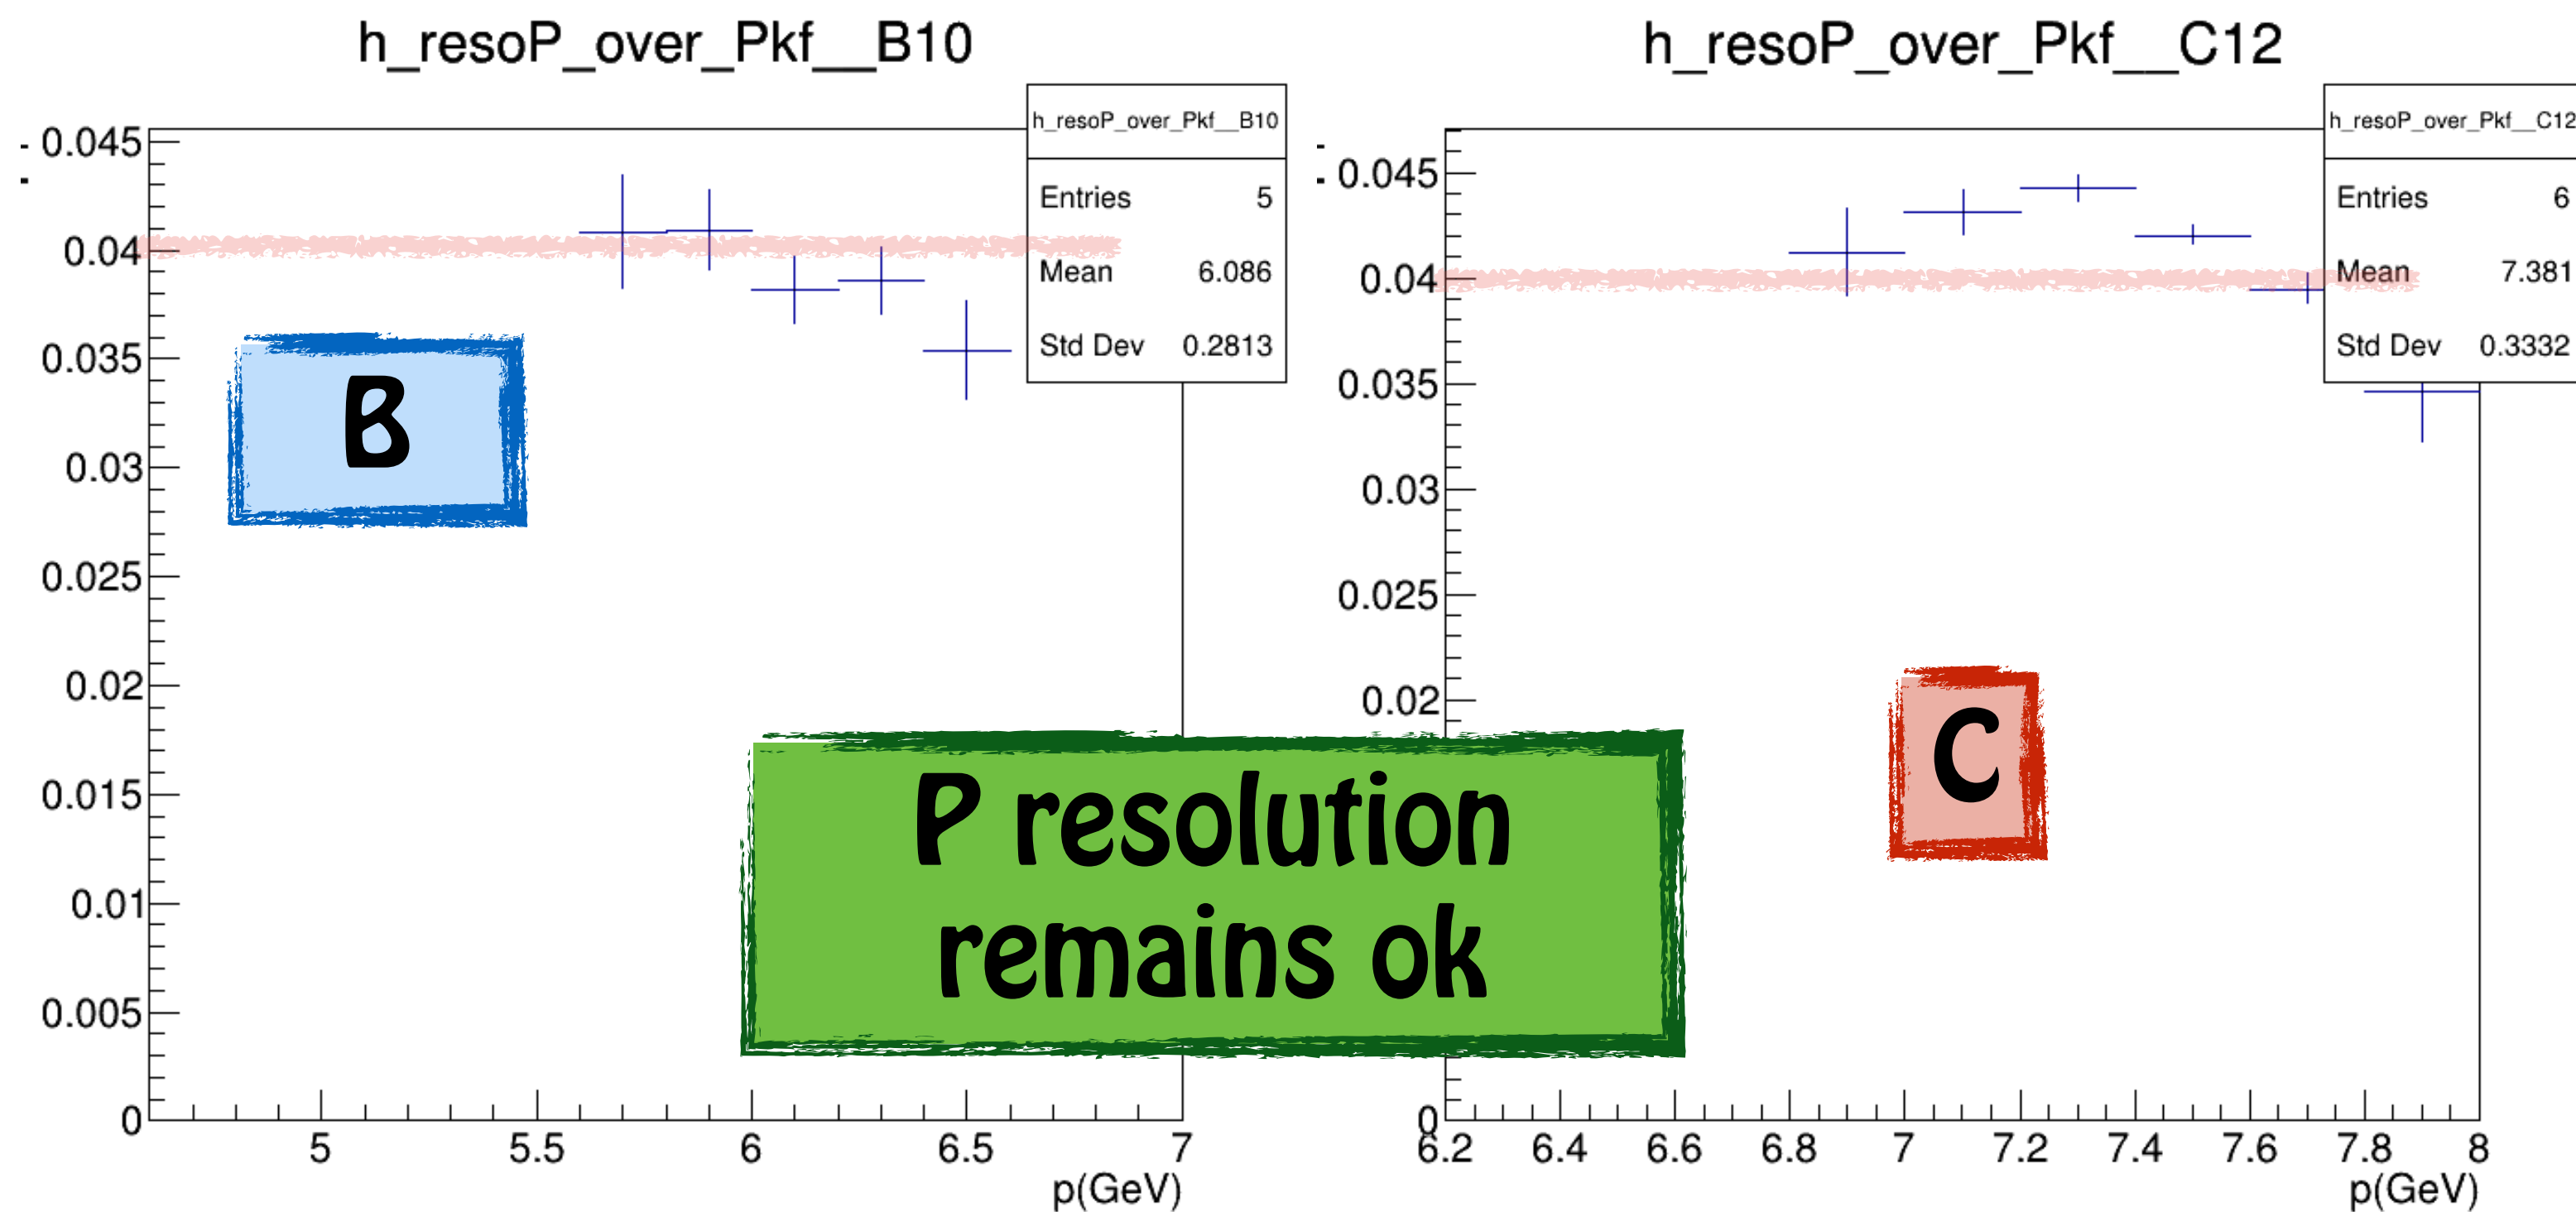 h_resoP_over_Pkf__B10
h_resoP_over_Pkf__B10
Entries 5
Mean 6.086
Std Dev 0.2813
0.045
0.04
0.035
0.03
0.025
0.02
0.015
0.01
0.005
0
5
5.5
6
6.5
7
p(GeV)
B
h_resoP_over_Pkf__C12
h_resoP_over_Pkf__C12
Entries 6
Mean 7.381
Std Dev 0.3332
0.045
0.04
0.035
0.03
0.025
0.02
0
6.2
6.4
6.6
6.8
7
7.2
7.4
7.6
7.8
8
p(GeV)
C
P resolution
remains ok